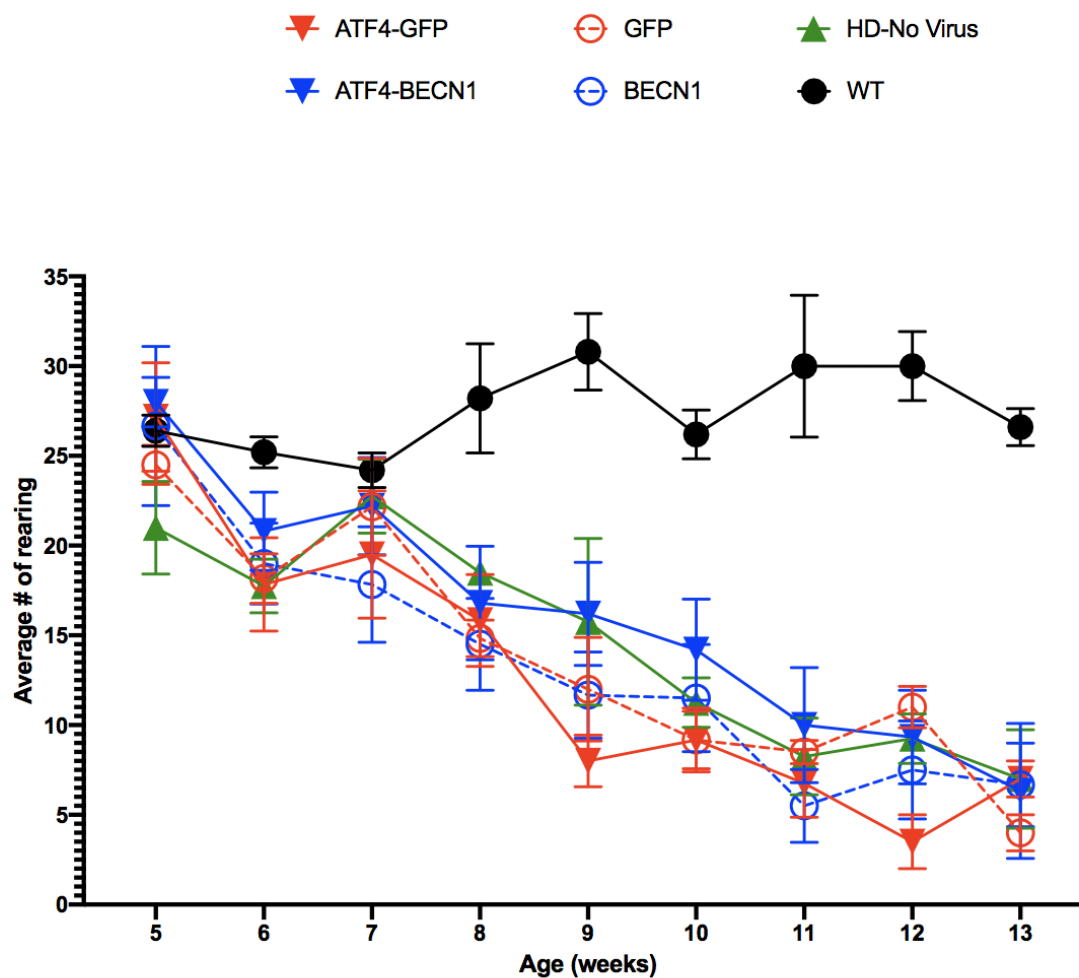 ATF4-GFP GFP HD-No Virus
ATF4-BECN1 BECN1 WT
35
30
25
20
15
10
5
0
Average # of rearing
5 6 7 8 9 10 11 12 13
Age (weeks)